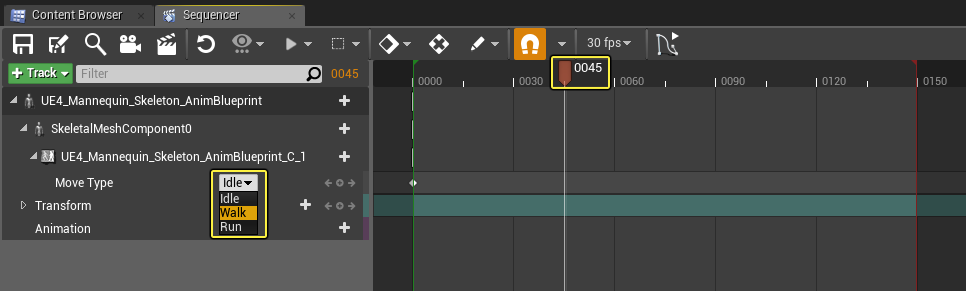 Content Browser
Sequencer
30 fps
Track
Filter
0045
0000
0030
0045
0060
0090
0120
0150
UE4_Mannequin_Skeleton_AnimBlueprint
SkeletalMeshComponent0
UE4_Mannequin_Skeleton_AnimBlueprint_C_1
Move Type
Idle
Idle
Walk
Run
Transform
Animation